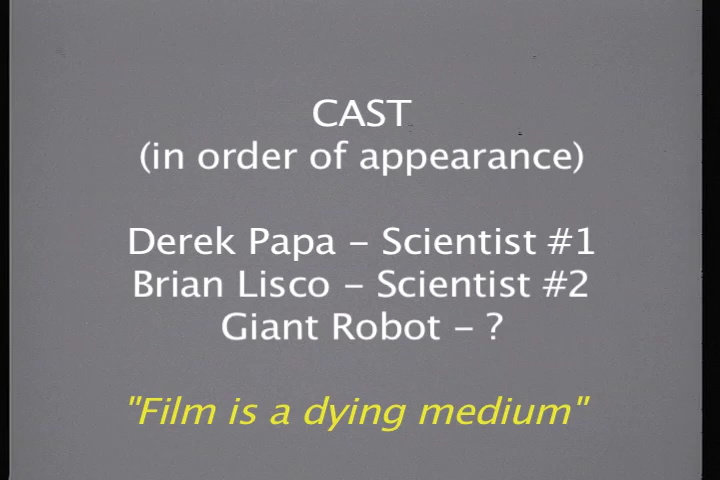 CAST
(in order of appearance)
Derek Papa - Scientist #1
Brian Lisco - Scientist #2
Giant Robot - ?
"Film is a dying medium"